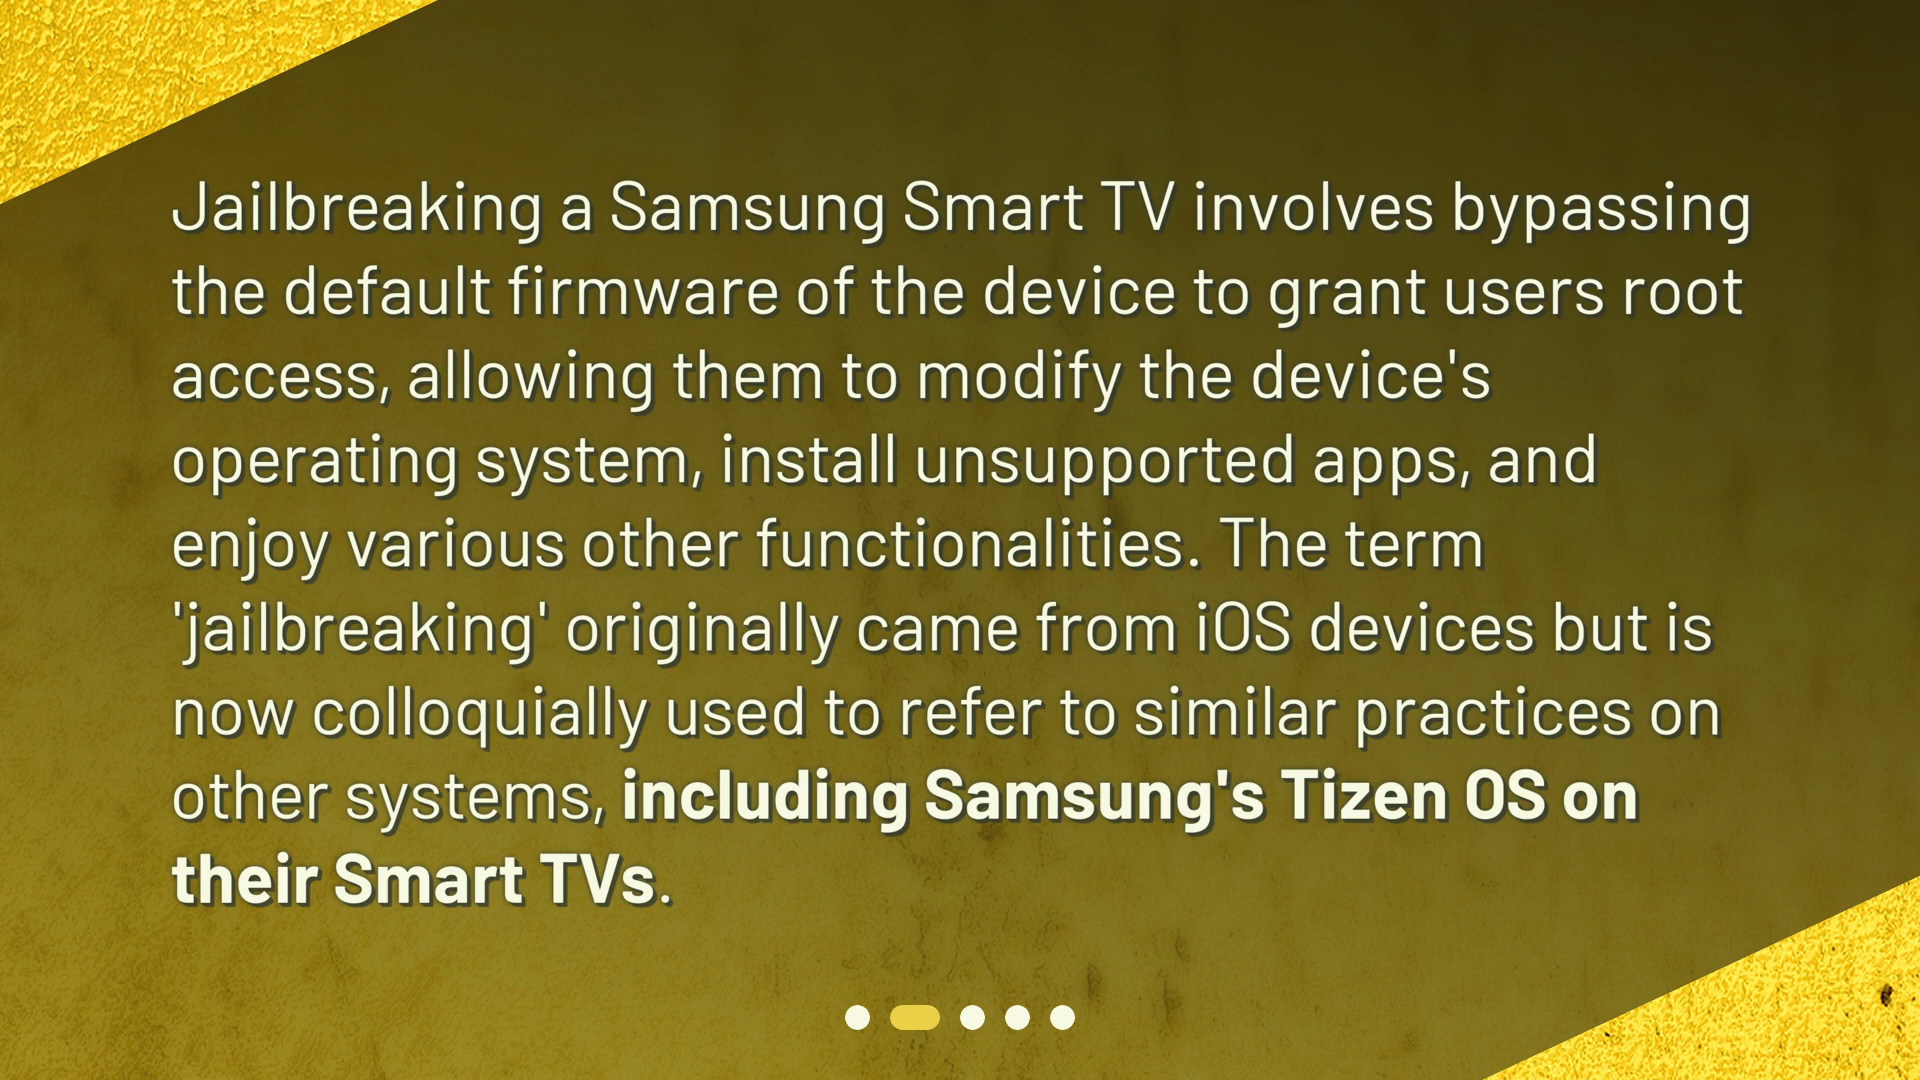 Jailbreaking a Samsung Smart TV involves bypassing
the default firmware of the device to grant users root
access, allowing them to modify the device's
operating system, install unsupported apps, and
enjoy various other functionalities. The term
'jailbreaking' originally came from iOS devices but is
now colloquially used to refer to similar practices on
other systems, including Samsung's Tizen OS on
their Smart TVs.